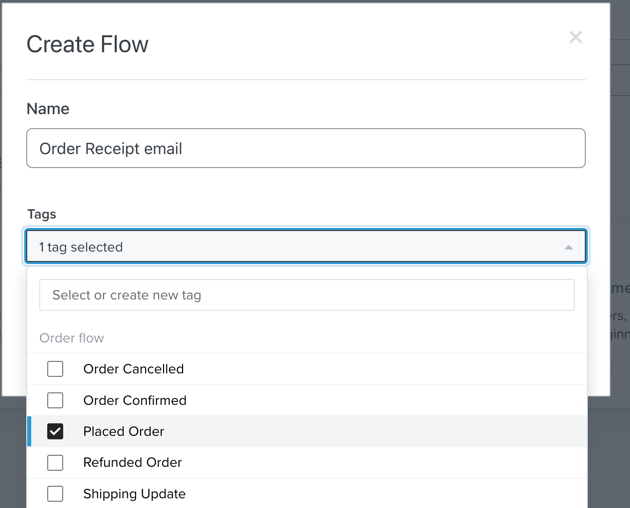 Create Flow
Name
Order Receipt email
Tags
1 tag selected
Select or create new tag
Order flow
Order Cancelled
Order Confirmed
Placed Order
Refunded Order
Shipping Update